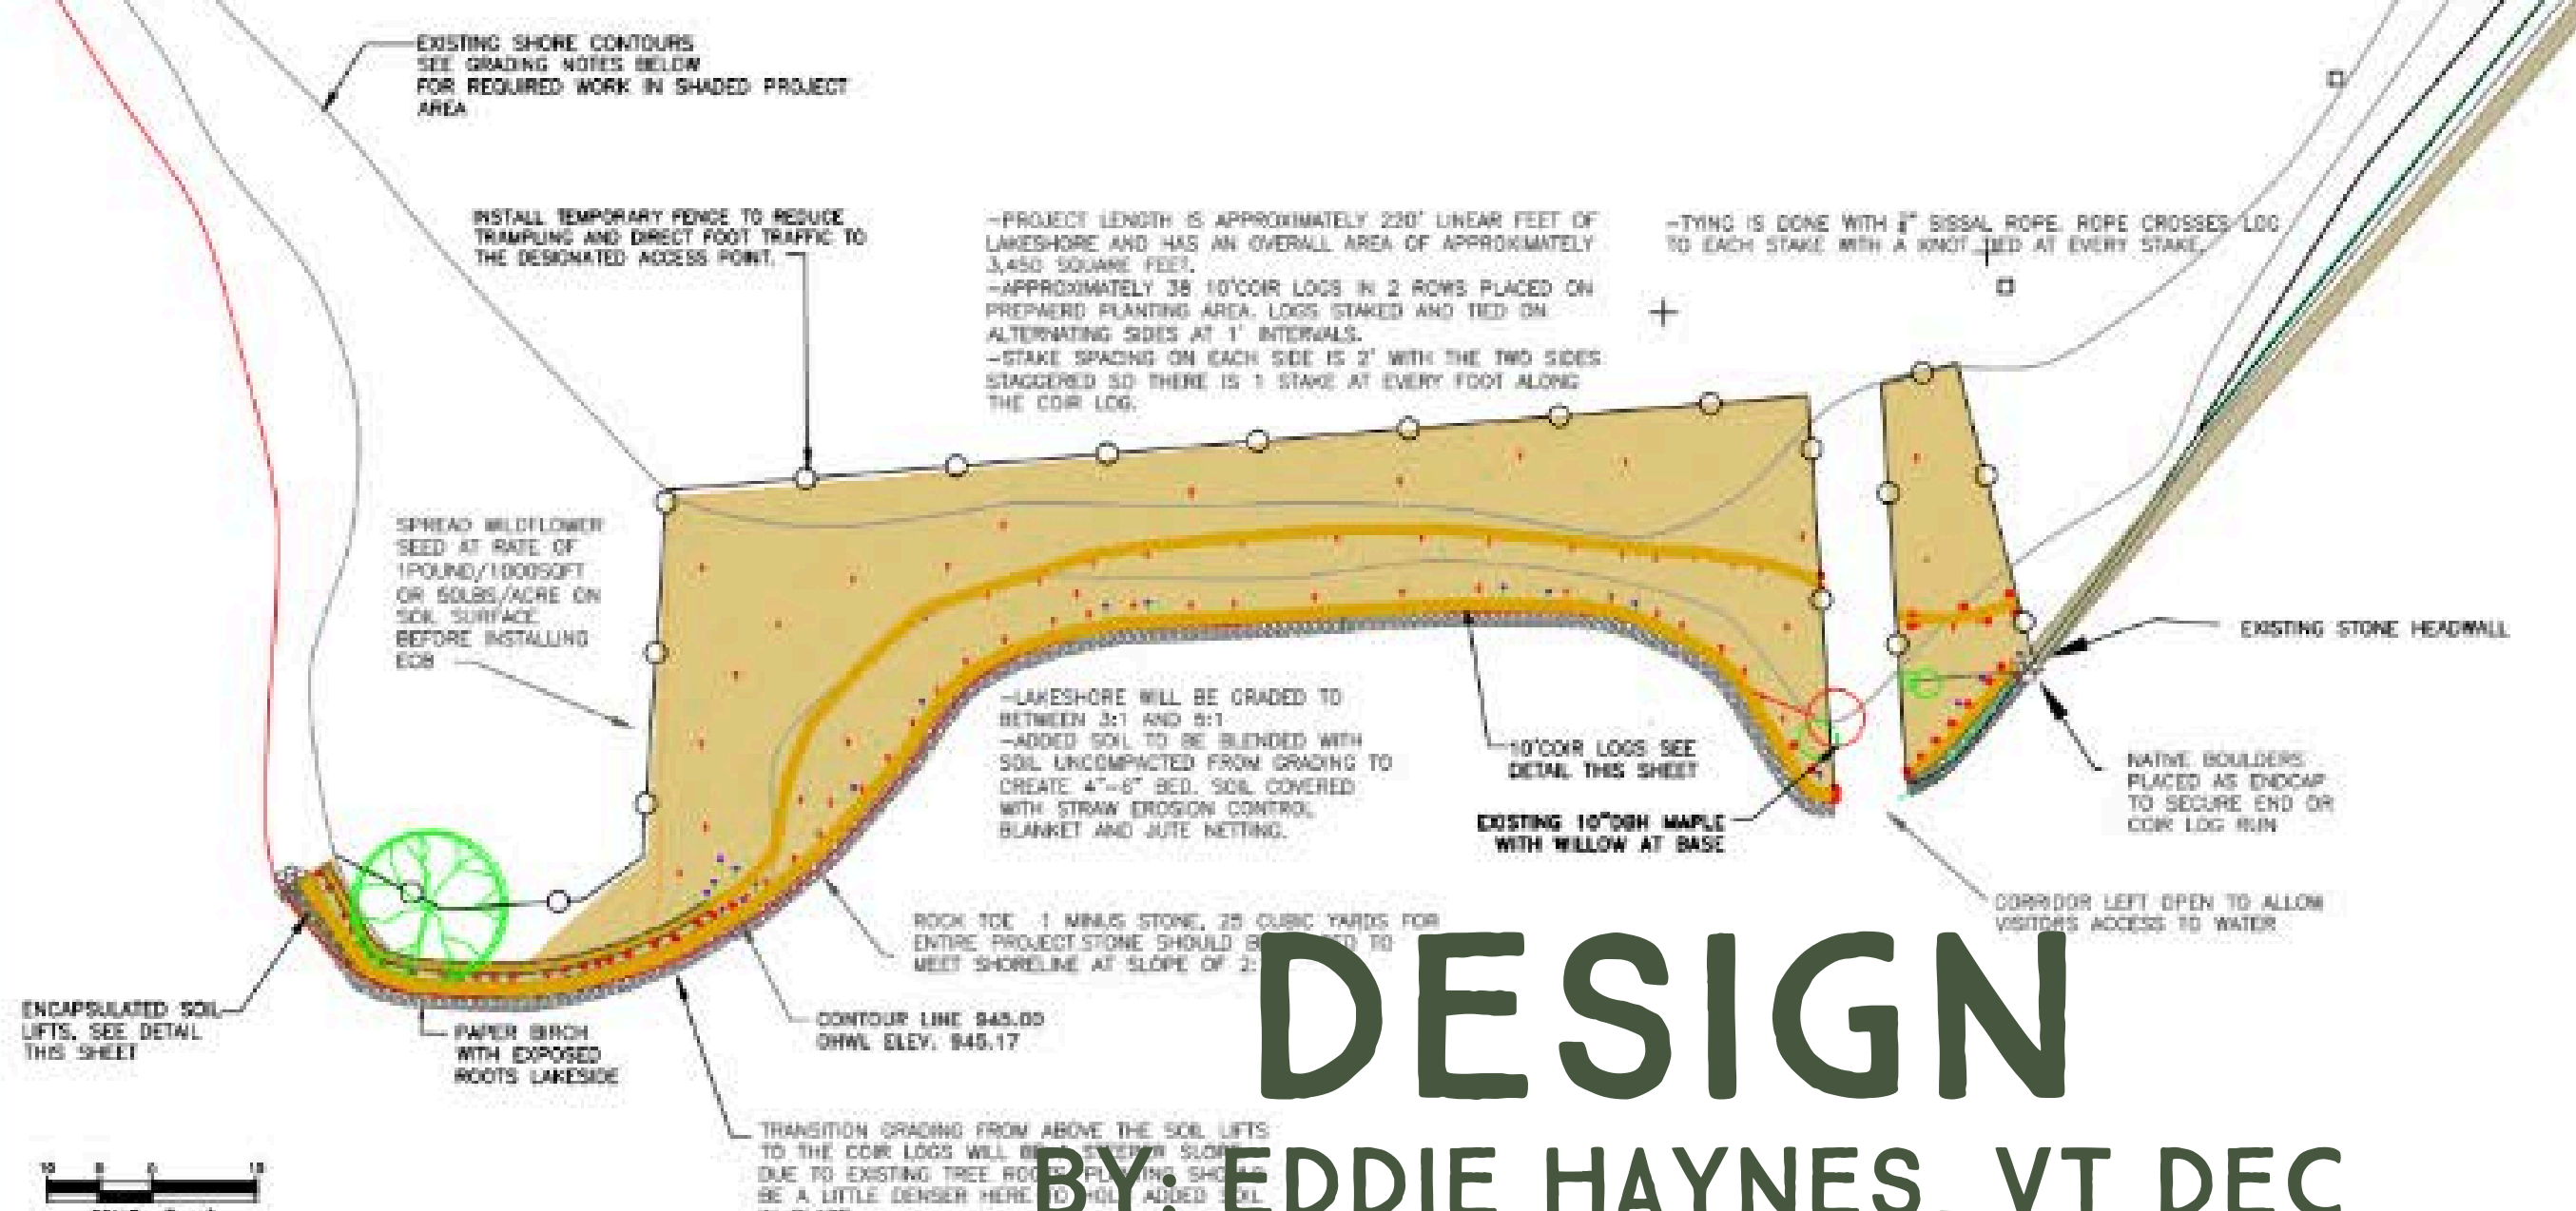 EXISTING SHORE CONTOURS
SEE GRADING NOTES BELOW
FOR REQUIRED WORK IN SHADED PROJECT
AREA
INSTALL TEMPORARY FENCE TO REDUCE
TRAMPLING AND DIRECT FOOT TRAFFIC TO
THE DESIGNATED ACCESS POINT.
-PROJECT LENGTH IS APPROXIMATELY 220' LINEAR FEET OF
LAKESHORE AND HAS AN OVERALL AREA OF APPROXIMATELY
3,450 SQUARE FEET.
-APPROXIMATELY 38 10'COIR LOGS IN 2 ROWS PLACED ON
PREPAERD PLANTING AREA. LOGS STAKED AND TIED ON
ALTERNATING SIDES AT 1' INTERVALS.
-STAKE SPACING ON EACH SIDE IS 2' WITH THE TWO SIDES
STAGGERED SO THERE IS 1 STAKE AT EVERY FOOT ALONG
THE COIR LOG.
-TYING IS DONE WITH SISSAL ROPE. ROPE CROSSES LOG
TO EACH STAKE WITH A KNOT TIED AT EVERY STAKE.
SPREAD WILDFLOWER
SEED AT RATE OF
1POUND/1000SQFT
OR 50LBS/ACRE ON
SOIL SURFACE
BEFORE INSTALLING
ECB
EXISTING STONE HEADWALL
-LAKESHORE WILL BE GRADED TO
BETWEEN 3:1 AND 5:1
-ADDED SOIL TO BE BLENDED WITH
SOIL UNCOMPACTED FROM GRADING TO
CREATE 4"-6" BED. SOIL COVERED
WITH STRAW EROSION CONTROL
BLANKET AND JUTE NETTING.
10'COIR LOGS SEE
DETAIL THIS SHEET
EXISTING 10"DBH MAPLE
WITH WILLOW AT BASE
NATIVE BOULDERS
PLACED AS ENDCAP
TO SECURE END OR
COIR LOG RUN
CORRIDOR LEFT OPEN TO ALLOW
VISITORS ACCESS TO WATER
ROCK TOE 1 MINUS STONE, 25 CUBIC YARDS FOR
ENTIRE PROJECT.STONE SHOULD TO
MEET SHORELINE AT SLOPE OF 2:
CONTOUR LINE 945.00
OHWL ELEV. 945.17
ENCAPSULATED SOIL
LIFTS. SEE DETAIL
THIS SHEET
PAPER BIRCH
WITH EXPOSED
ROOTS LAKESIDE
TRANSITION GRADING FROM ABOVE THE SOIL LIFTS
TO THE COIR LOGS WILL
DUE TO EXISTING TREE
BE A LITTLE DENSER HERE TO ADDED SOIL
DESIGN
BY: EDDIE HAYNES, VT DEC